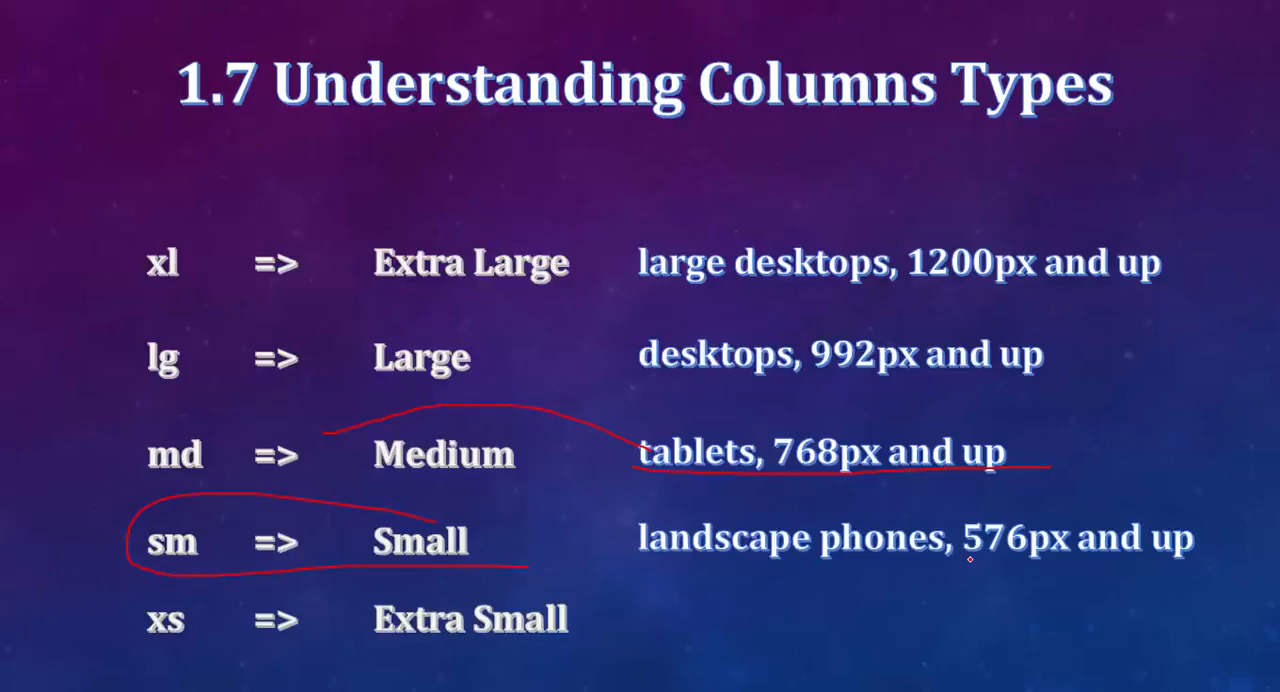 1.7 Understanding Columns Types
xl => Extra Large large desktops, 1200px and up
lg => Large desktops, 992px and up
md => Medium tablets, 768px and up
sm => Small landscape phones, 576px and up
xs => Extra Small